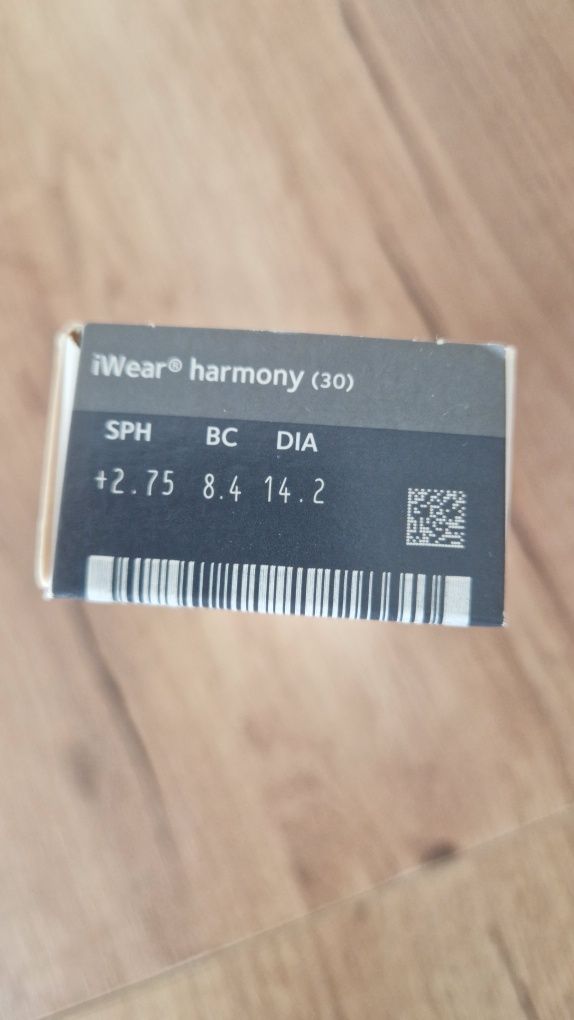 iWear® harmony (30)
SPH BC DIA
+2.75 8.4 14.2